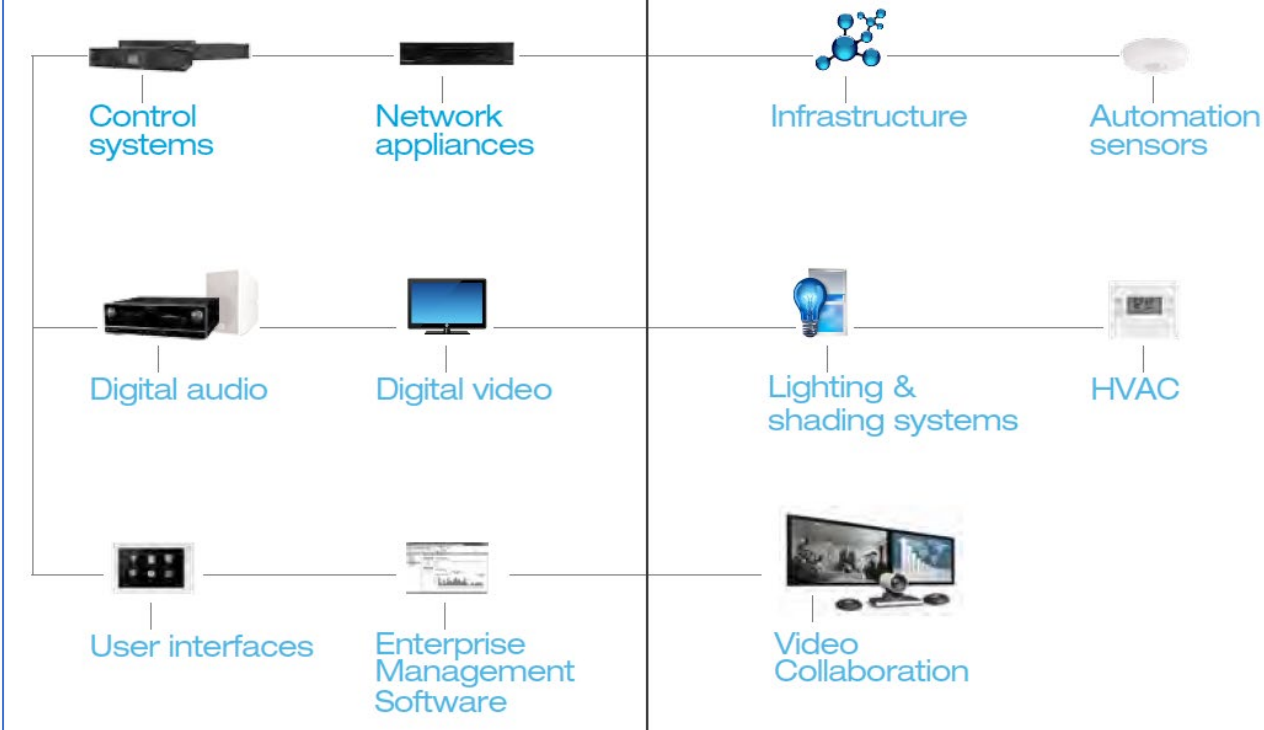 Control
systems
Network
appliances
Infrastructure
Automation
sensors
Digital audio
Digital video
Lighting &
shading systems
HVAC
User interfaces
Enterprise
Management
Software
Video
Collaboration